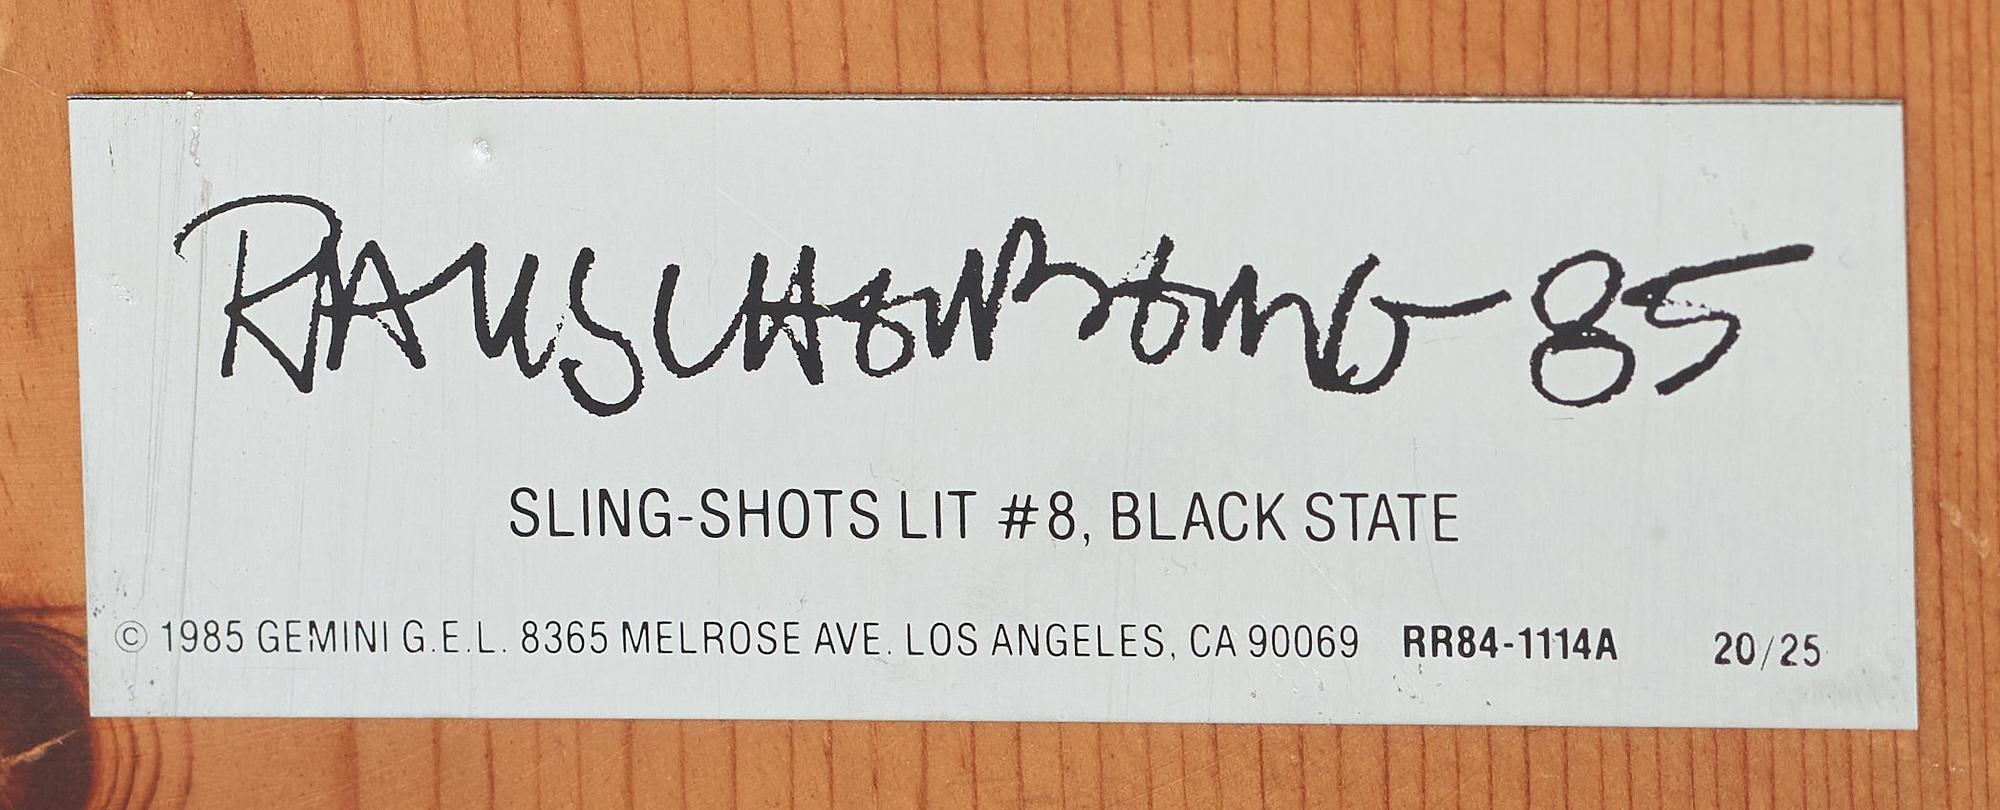 RAUSCHENBERG 85
SLING-SHOTS LIT #8, BLACK STATE
© 1985 GEMINI G.E.L. 8365 MELROSE AVE. LOS ANGELES, CA 90069 RR84-1114A 20/25